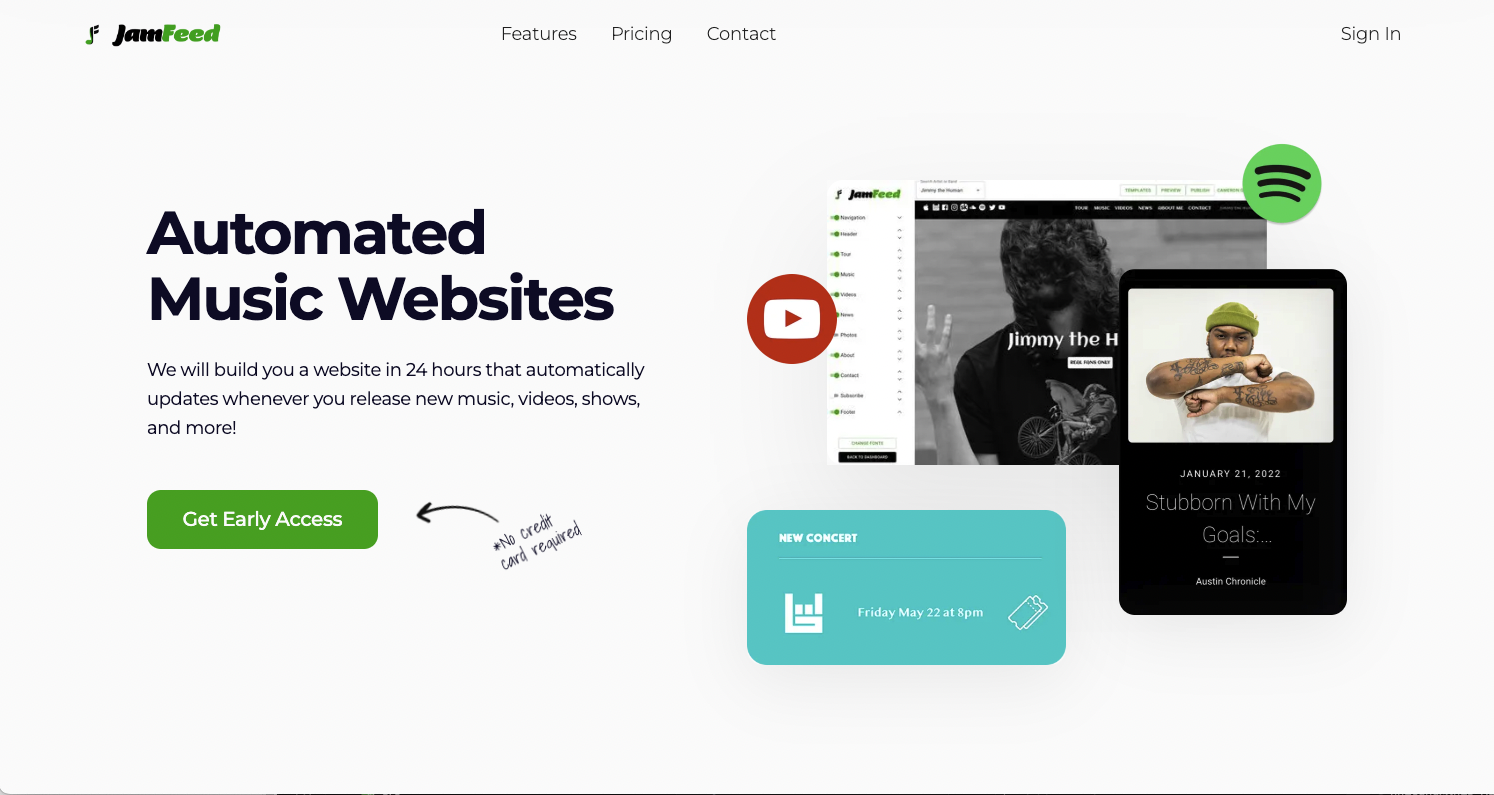 JamFeed
Features
Pricing
Contact
Sign In
Automated
Music Websites
We will build you a website in 24 hours that automatically
updates whenever you release new music, videos, shows,
and more!
Get Early Access
*No credit
card required
JamFeed
Search Artist or Band
Jimmy the Human
TEMPLATES
PREVIEW
PUBLISH
TOUR
MUSIC
VIDEOS
NEWS
ABOUT ME
CONTACT
Navigation
Header
Tour
Music
Videos
News
Photos
About
Contact
Subscribe
Footer
CHANGE FONTS
BACK TO DASHBOARD
Jimmy the H
REAL FANS ONLY
JANUARY 21, 2022
Stubborn With My
Goals:...
Austin Chronicle
NEW CONCERT
Friday May 22 at 8pm